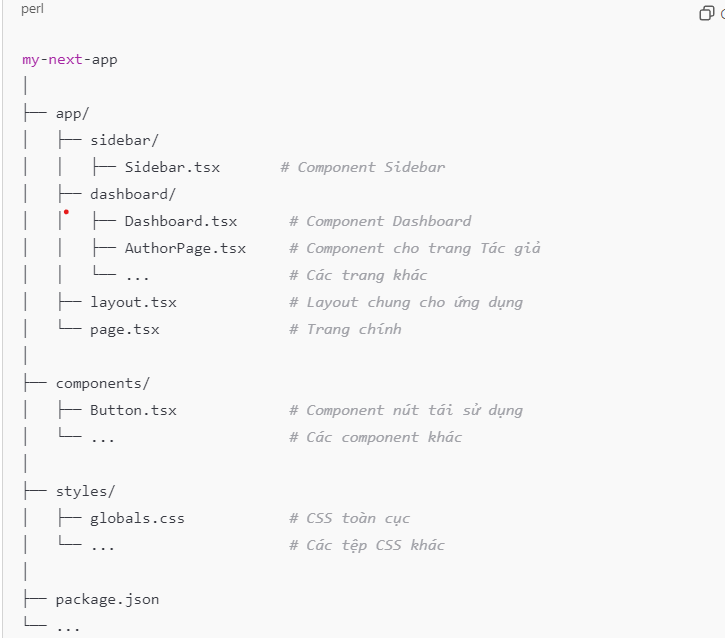 perl
my-next-app
│
├── app/
│   ├── sidebar/
│   │   ├── Sidebar.tsx       # Component Sidebar
│   ├── dashboard/
│   │   ├── Dashboard.tsx      # Component Dashboard
│   │   ├── AuthorPage.tsx     # Component cho trang Tác giả
│   │   └── ...                # Các trang khác
│   ├── layout.tsx             # Layout chung cho ứng dụng
│   └── page.tsx               # Trang chính
│
├── components/
│   ├── Button.tsx             # Component nút tái sử dụng
│   └── ...                    # Các component khác
│
├── styles/
│   ├── globals.css            # CSS toàn cục
│   └── ...                    # Các tệp CSS khác
│
├── package.json
└── ...